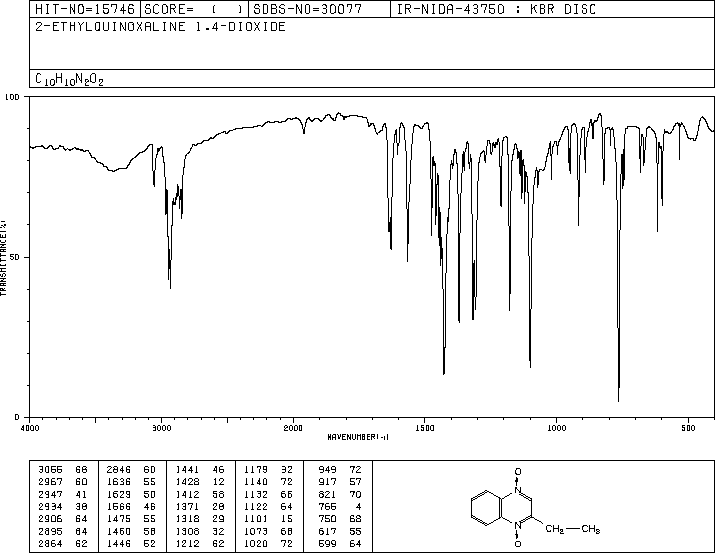 HIT-NO=15746 SCORE= ( ) SDBS-NO=30077 IR-NIDA-43750 : KBR DISC
2-ETHYLQUINOXALINE 1,4-DIOXIDE
C10H10N2O2
100
50
0
TRANSMITTANCE(%)
4000 3000 2000 1500 1000 500
WAVENUMBER(-1)
3066 68 2846 60 1441 46 1179 32 949 72
2967 60 1636 55 1428 12 1140 72 917 57
2947 41 1629 50 1412 58 1132 66 821 70
2934 38 1566 46 1371 28 1122 64 766 4
2906 64 1475 55 1318 29 1101 15 750 68
2895 64 1460 58 1308 32 1073 68 617 55
2864 62 1446 52 1212 62 1020 72 599 64
O
N
N
O
CH2 CH3